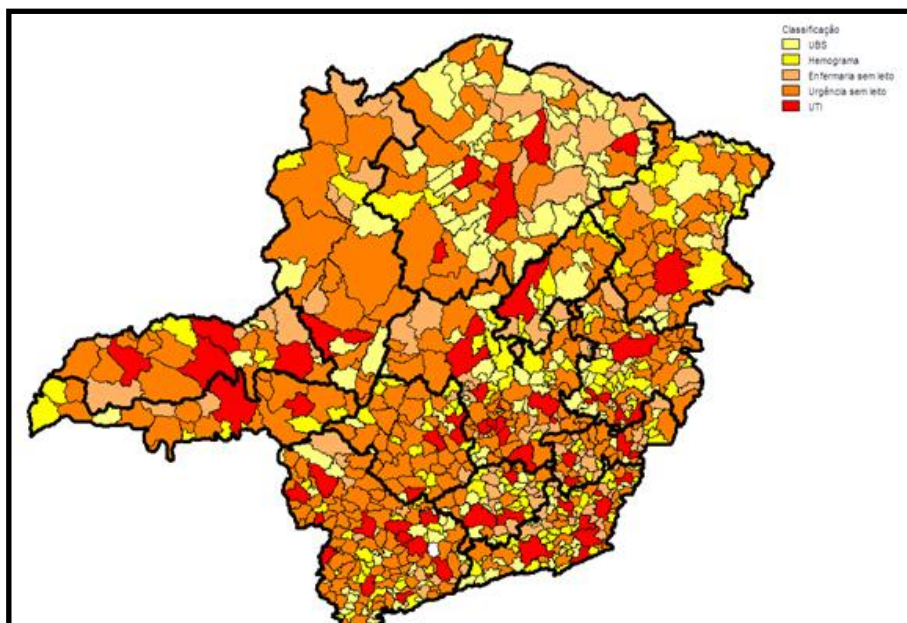 Classificação
UBS
Hemograma
Enfermaria sem leito
Urgência sem leito
UTI